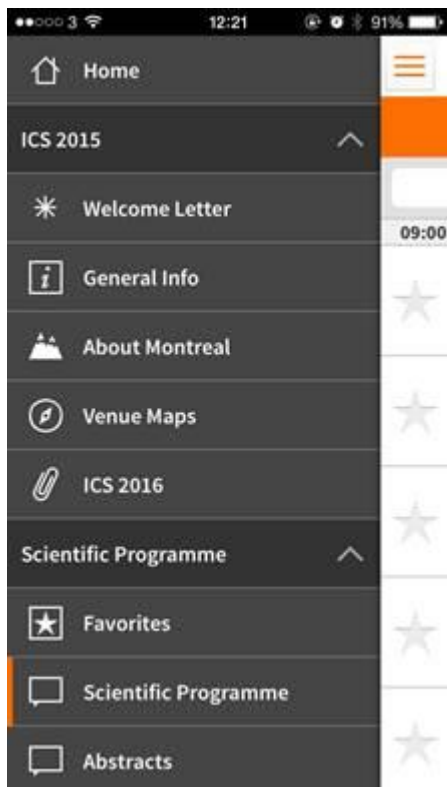 3 12:21 91%
Home
ICS 2015
Welcome Letter
09:00
General Info
About Montreal
Venue Maps
ICS 2016
Scientific Programme
Favorites
Scientific Programme
Abstracts